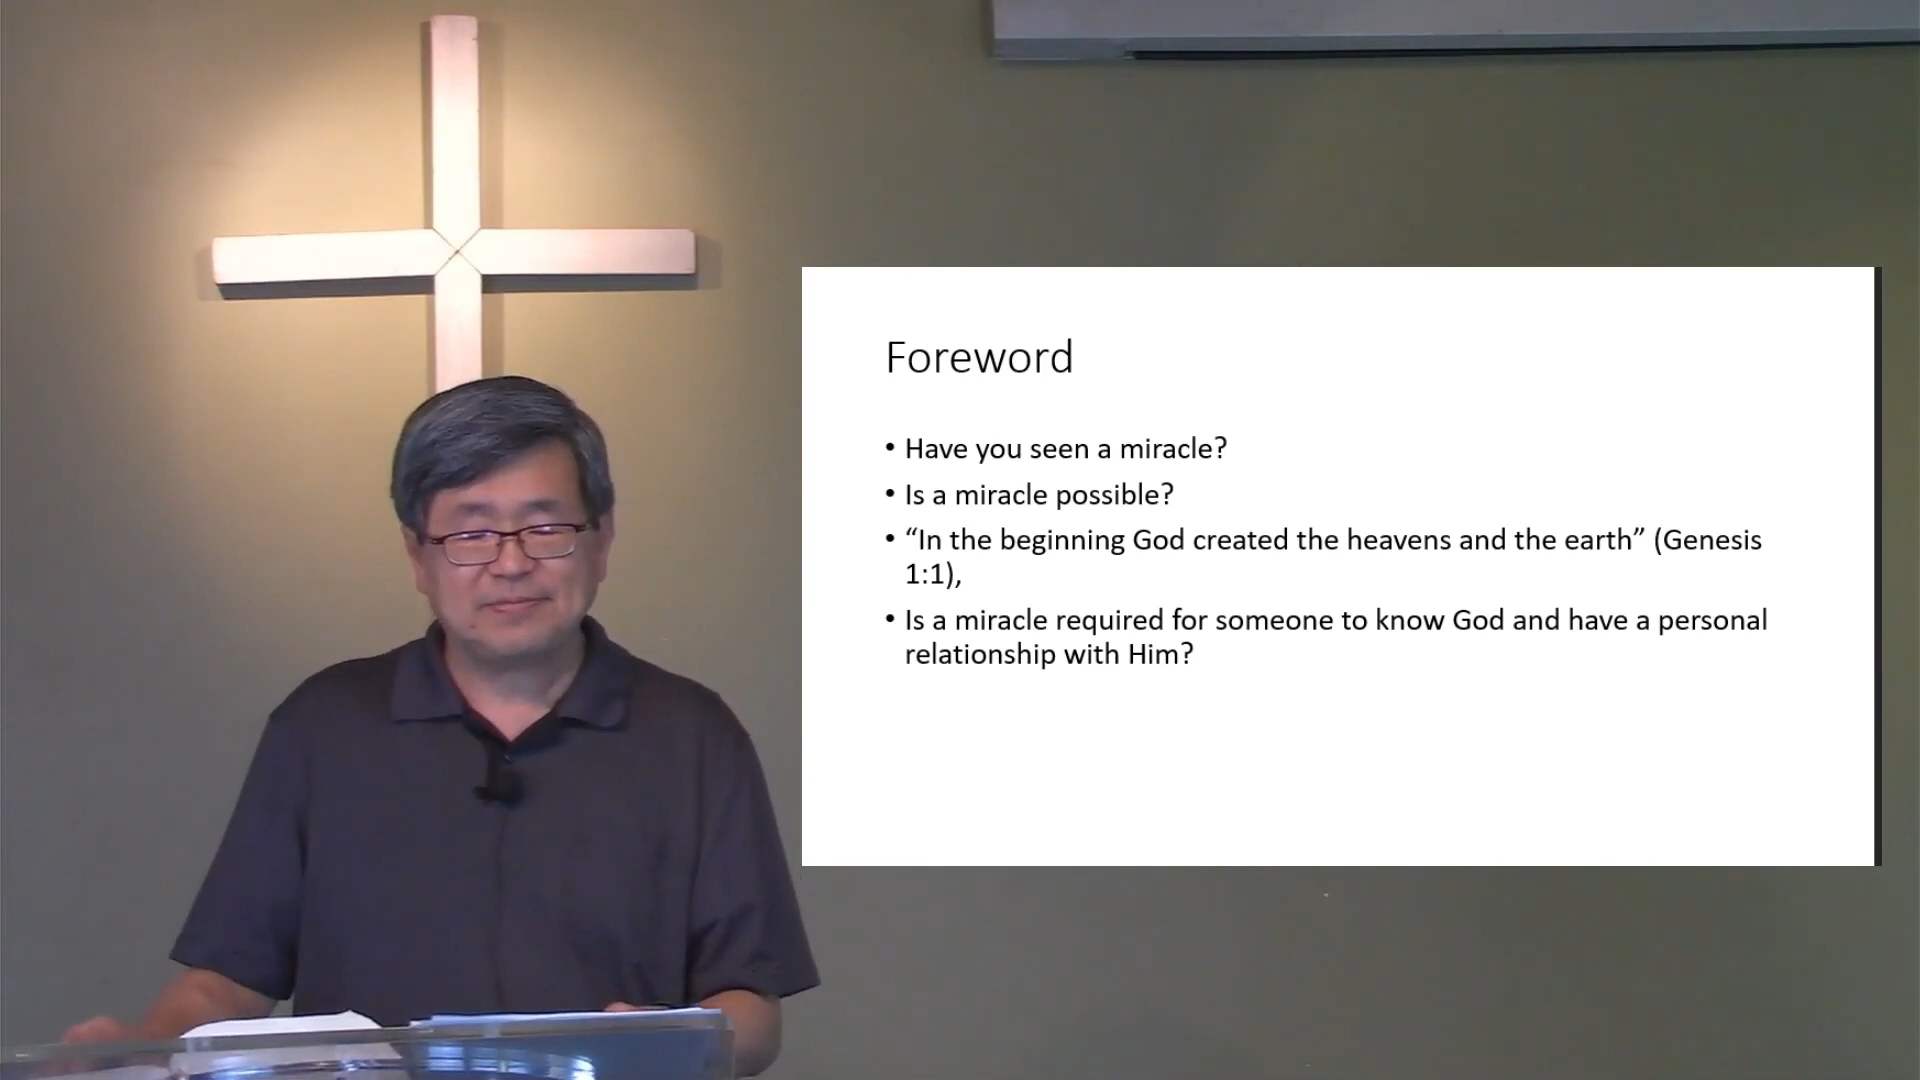 Foreword
• Have you seen a miracle?
• Is a miracle possible?
• “In the beginning God created the heavens and the earth” (Genesis
1:1),
• Is a miracle required for someone to know God and have a personal
relationship with Him?